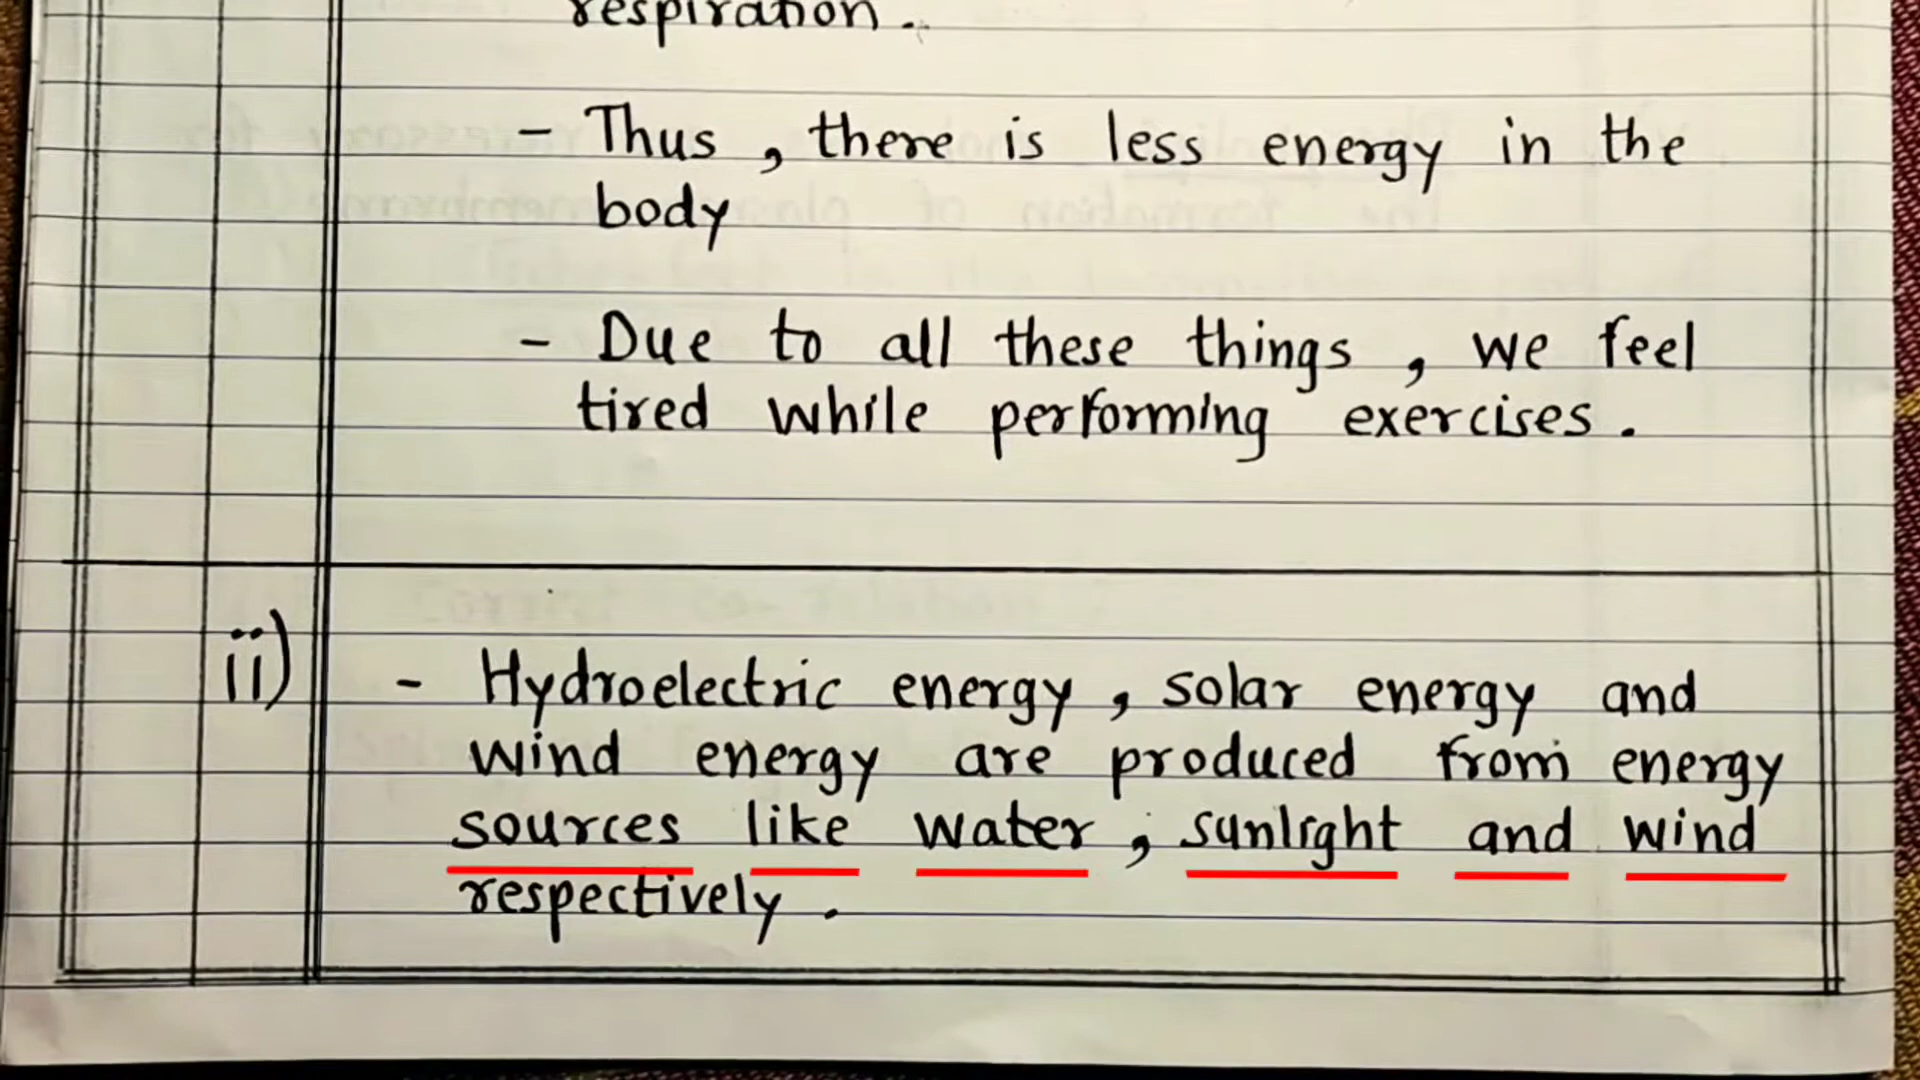 respiration.
- Thus, there is less energy in the
body
- Due to all these things, we feel
tired while performing exercises.
ii) - Hydroelectric energy, solar energy and
wind energy are produced from energy
sources like water, sunlight and wind
respectively.